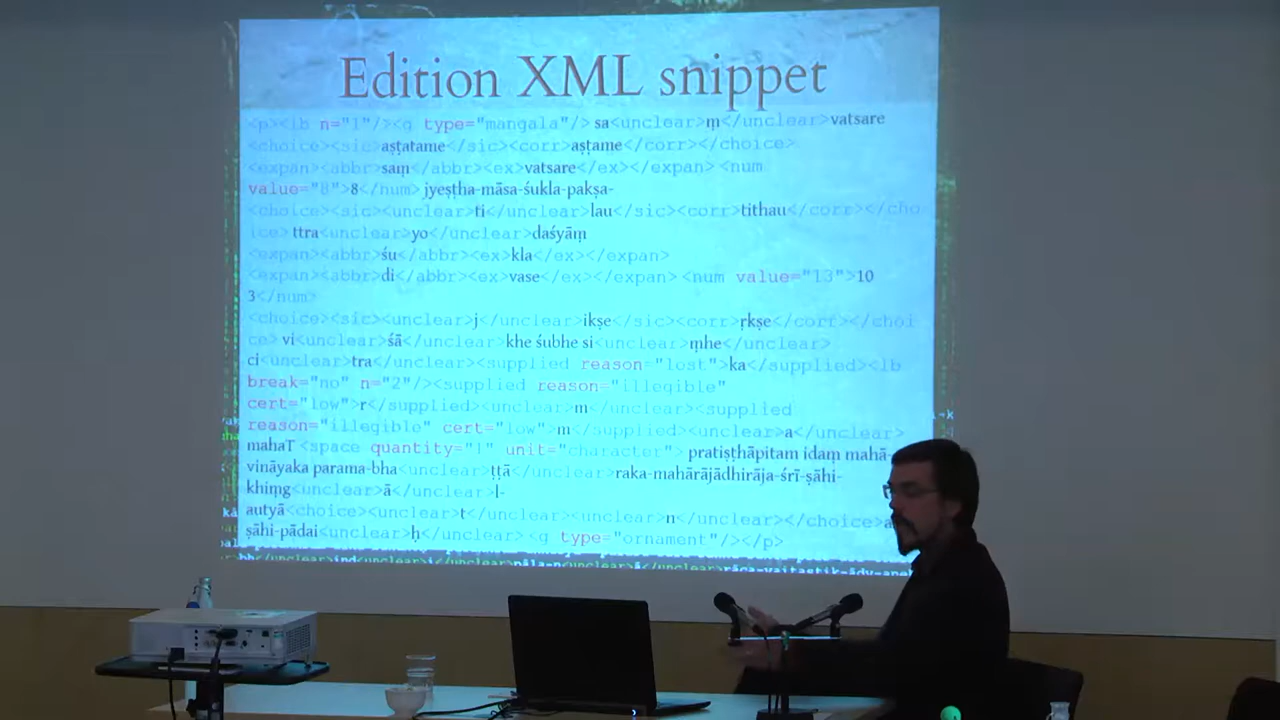 Edition XML snippet
<p><lb n="1"/><g type="mangala"/> sa<unclear>ṃ</unclear>vatsare
<choice><sic>aṣṭatame</sic><corr>aṣṭame</corr></choice>
<expan><abbr>saṃ</abbr><ex>vatsare</ex></expan> <num
value="8">8</num> jyeṣṭha-māsa-śukla-pakṣa-
<choice><sic><unclear>ti</unclear>lau</sic><corr>tithau</corr></cho
ice> ttra<unclear>yo</unclear>daśyāṃ
<expan><abbr>śu</abbr><ex>kla</ex></expan>
<expan><abbr>di</abbr><ex>vase</ex></expan> <num value="13">10
3</num>
<choice><sic><unclear>j</unclear>ikṣe</sic><corr>ṛkṣe</corr></choi
ce> vi<unclear>śā</unclear>khe śubhe si<unclear>ṃhe</unclear>
ci<unclear>tra</unclear><supplied reason="lost">ka</supplied><lb
break="no" n="2"/><supplied reason="illegible"
cert="low">r</supplied><unclear>m</unclear><supplied
reason="illegible" cert="low">m</supplied><unclear>a</unclear>
mahaT <space quantity="1" unit="character"> pratiṣṭhāpitam idaṃ mahā-
vināyaka parama-bha<unclear>ṭṭā</unclear>raka-mahārājādhirāja-śrī-ṣāhi-
khiṃg<unclear>ā</unclear>l-
autyā<choice><unclear>t</unclear><unclear>n</unclear></choice>
ṣāhi-pādai<unclear>ḥ</unclear> <g type="ornament"/></p>